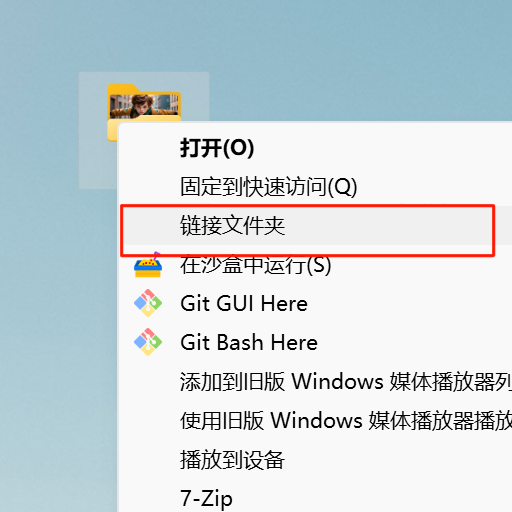 打开(O)
固定到快速访问(Q)
链接文件夹
在沙盒中运行(S)
Git GUI Here
Git Bash Here
添加到旧版 Windows 媒体播放器列
使用旧版 Windows 媒体播放器播放
播放到设备
7-Zip